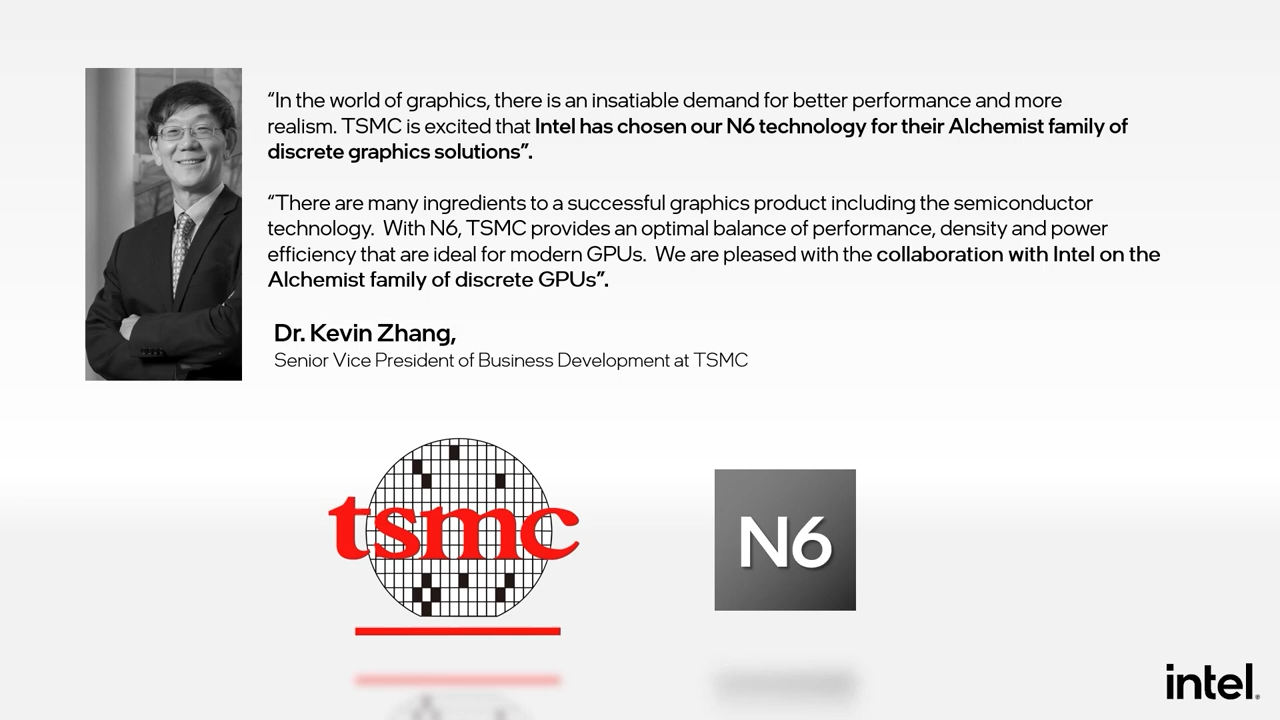 “In the world of graphics, there is an insatiable demand for better performance and more
realism. TSMC is excited that Intel has chosen our N6 technology for their Alchemist family of
discrete graphics solutions”.
“There are many ingredients to a successful graphics product including the semiconductor
technology.  With N6, TSMC provides an optimal balance of performance, density and power
efficiency that are ideal for modern GPUs.  We are pleased with the collaboration with Intel on the
Alchemist family of discrete GPUs”.
Dr. Kevin Zhang,
Senior Vice President of Business Development at TSMC
tsmc
N6
intel.